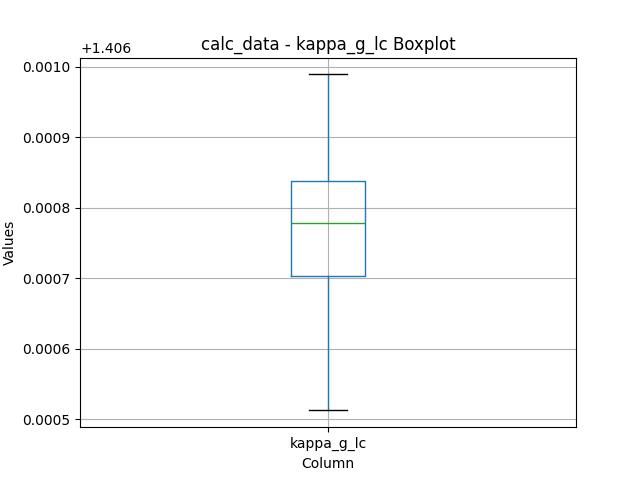 calc_data - kappa_g_lc Boxplot
+1.406
0.0010
0.0009
0.0008
0.0007
0.0006
0.0005
Values
kappa_g_lc
Column